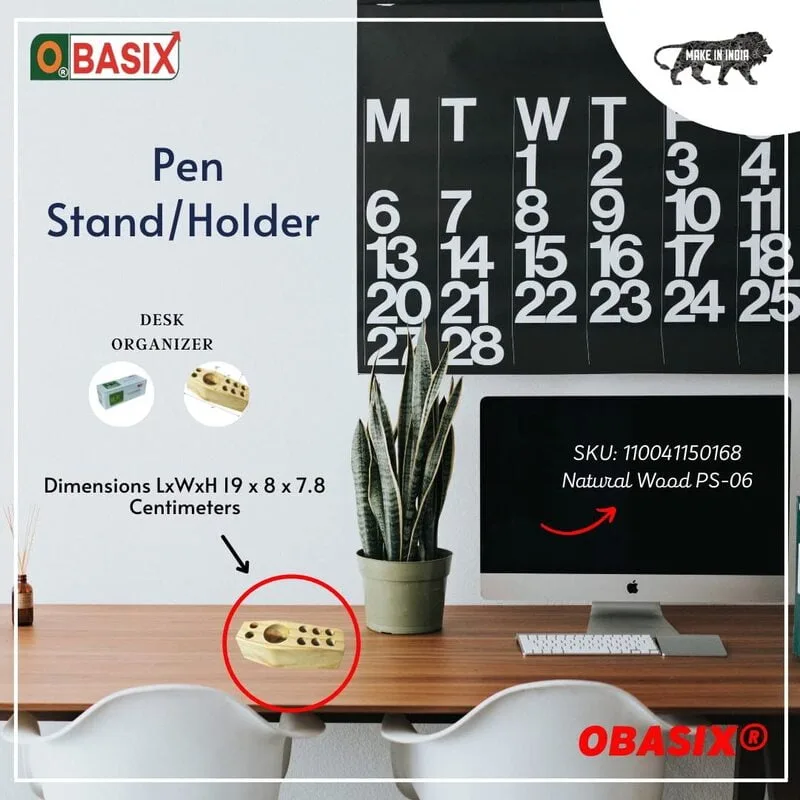 OBASIX®
MAKE IN INDIA
Pen
Stand/Holder
DESK
ORGANIZER
Dimensions LxWxH 19 x 8 x 7.8
Centimeters
M T W T F
1 2 3 4
6 7 8 9 10 11
13 14 15 16 17 18
20 21 22 23 24 25
27 28
SKU: 110041150168
Natural Wood PS-06
OBASIX®